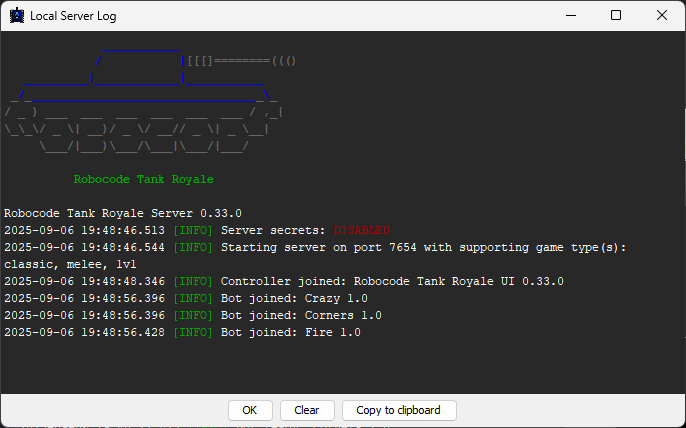 Local Server Log
Robocode Tank Royale
Robocode Tank Royale Server 0.33.0
2025-09-06 19:48:46.513 [INFO] Server secrets: DISABLED
2025-09-06 19:48:46.544 [INFO] Starting server on port 7654 with supporting game type(s):
classic, melee, 1v1
2025-09-06 19:48:48.346 [INFO] Controller joined: Robocode Tank Royale UI 0.33.0
2025-09-06 19:48:56.396 [INFO] Bot joined: Crazy 1.0
2025-09-06 19:48:56.396 [INFO] Bot joined: Corners 1.0
2025-09-06 19:48:56.428 [INFO] Bot joined: Fire 1.0
OK Clear Copy to clipboard